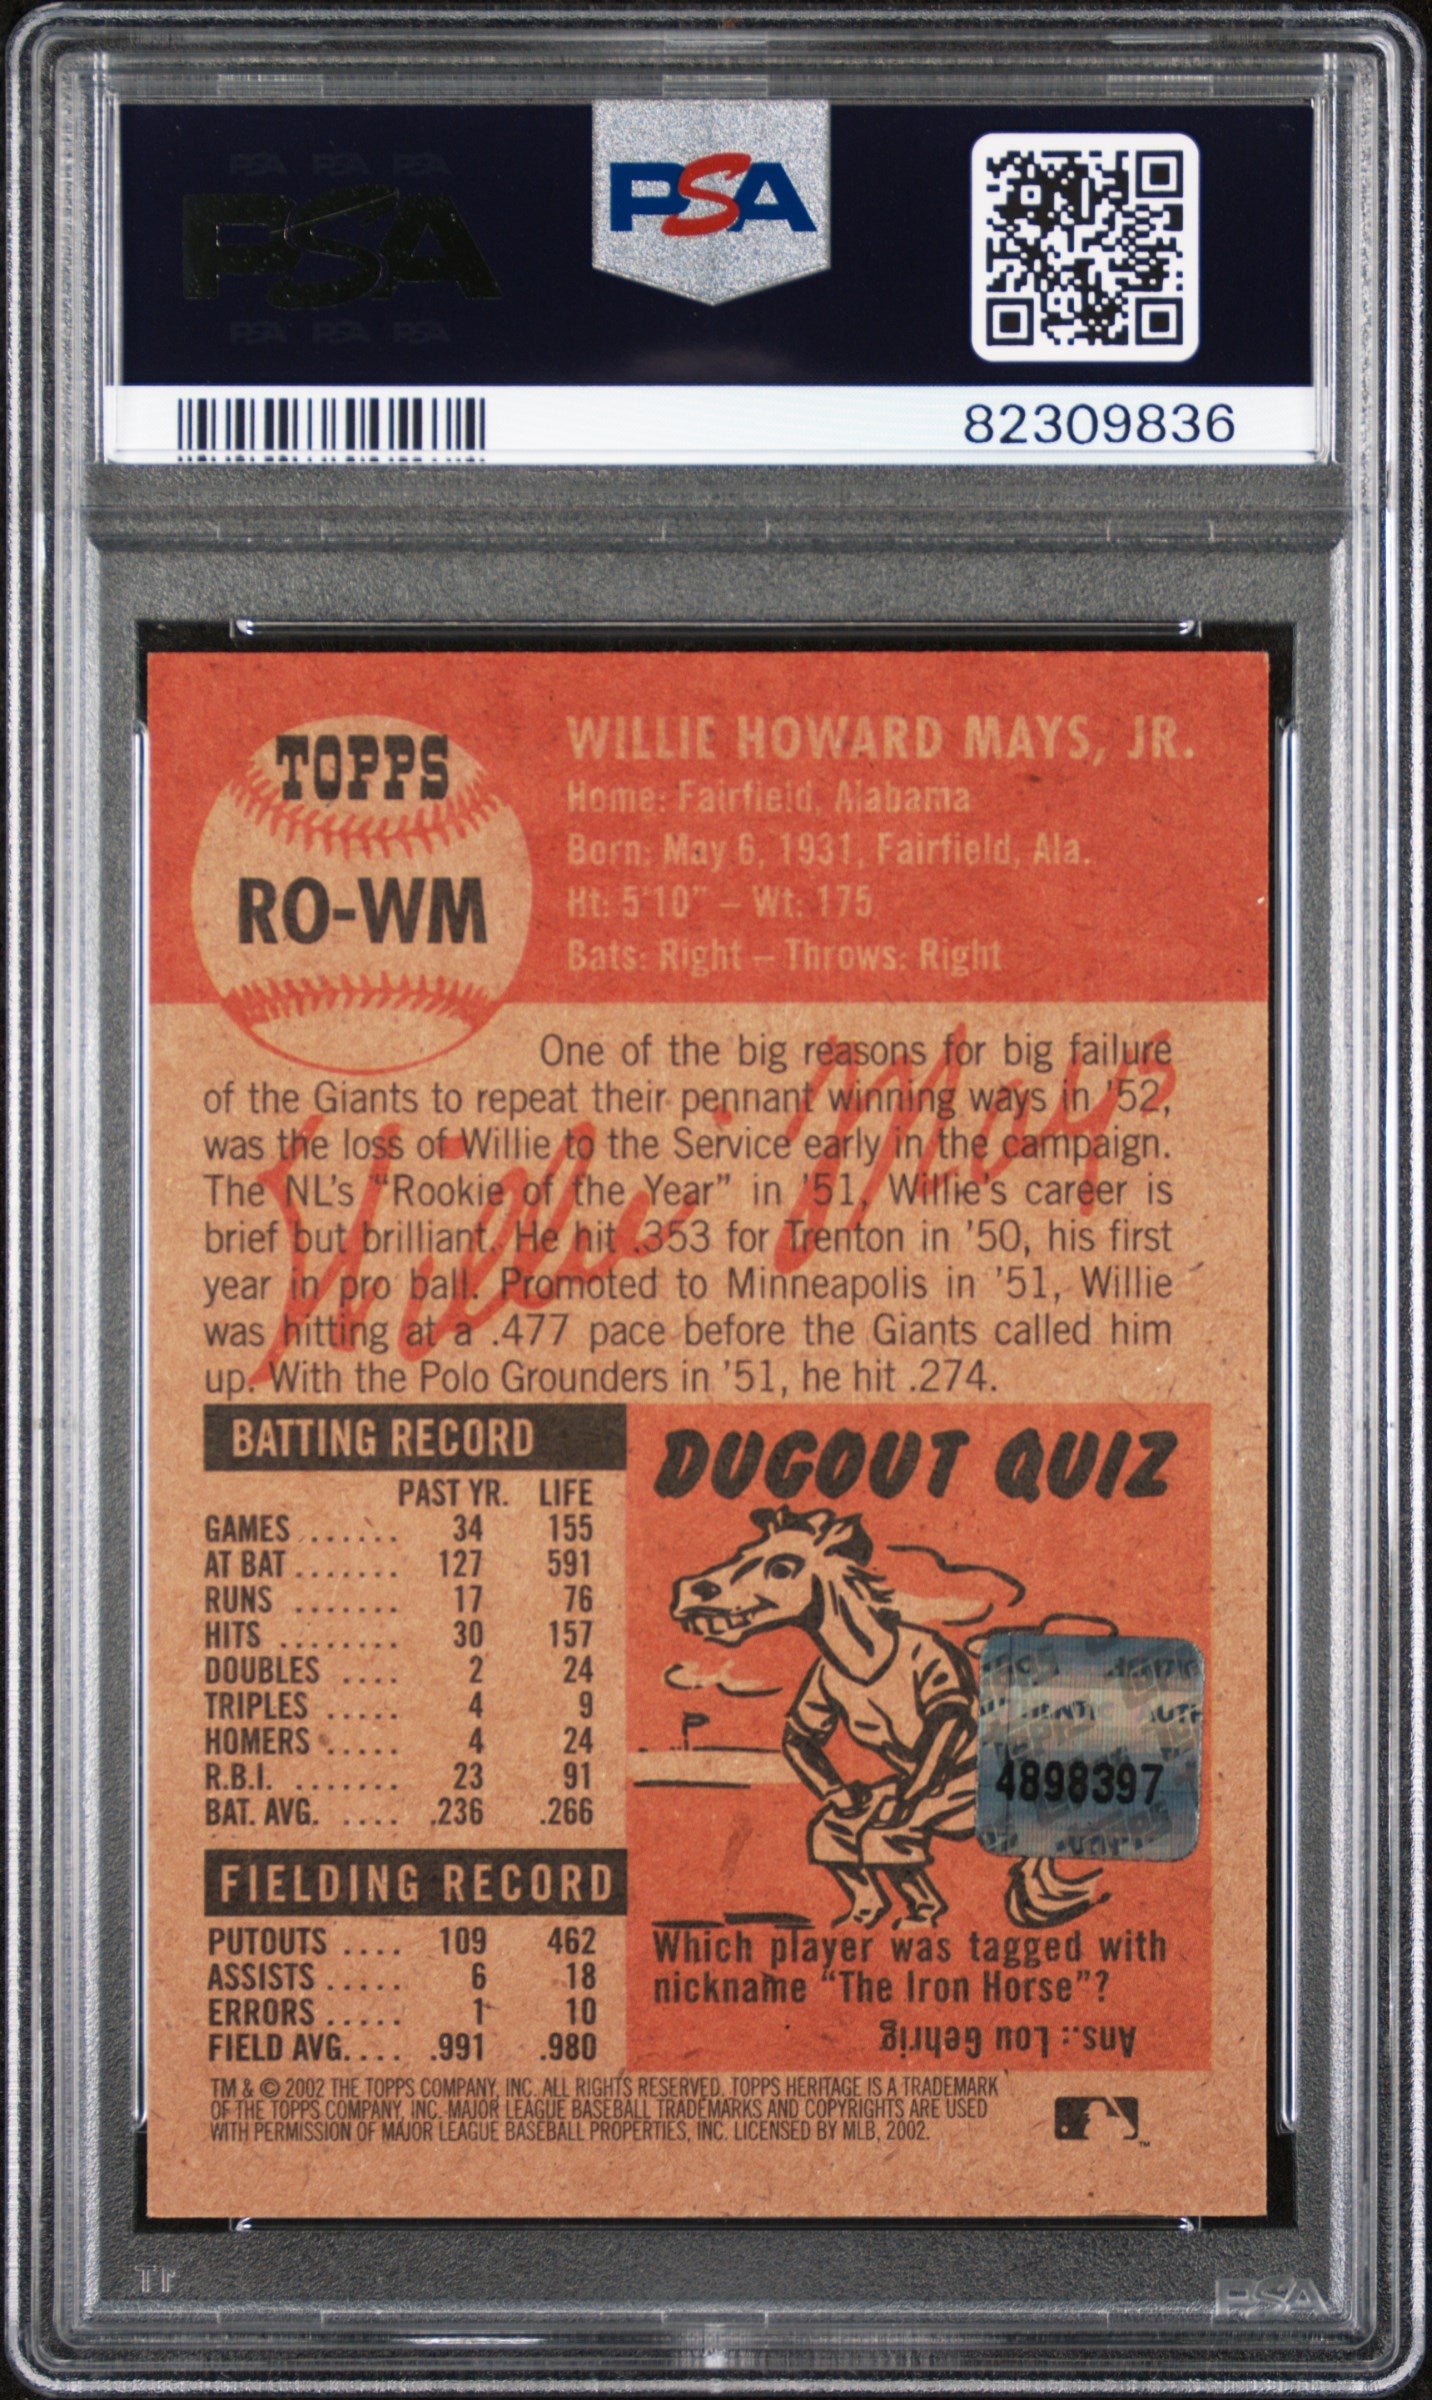 PSA PSA PSA
PSA
PSA PSA PSA
PSA
82309836
TOPPS
RO-WM
WILLIE HOWARD MAYS, JR.
Home: Fairfield, Alabama
Born: May 6, 1931, Fairfield, Ala.
Ht: 5'10" – Wt: 175
Bats: Right – Throws: Right
One of the big reasons for big failure
of the Giants to repeat their pennant winning ways in '52,
was the loss of Willie to the Service early in the campaign.
The NL's "Rookie of the Year" in '51, Willie's career is
brief but brilliant. He hit .353 for Trenton in '50, his first
year in pro ball. Promoted to Minneapolis in '51, Willie
was hitting at a .477 pace before the Giants called him
up. With the Polo Grounders in '51, he hit .274.
Willie Mays
BATTING RECORD
PAST YR. LIFE
GAMES ...... 34 155
AT BAT ....... 127 591
RUNS ....... 17 76
HITS ........ 30 157
DOUBLES .... 2 24
TRIPLES ..... 4 9
HOMERS ..... 4 24
R.B.I. ....... 23 91
BAT. AVG. .... .236 .266
FIELDING RECORD
PUTOUTS .... 109 462
ASSISTS ..... 6 18
ERRORS ..... 1 10
FIELD AVG. ... .991 .980
DUGOUT QUIZ
P
4898397
Which player was tagged with
nickname "The Iron Horse"?
Ans.: Lou Gehrig
TM & © 2002 THE TOPPS COMPANY, INC. ALL RIGHTS RESERVED. TOPPS HERITAGE IS A TRADEMARK
OF THE TOPPS COMPANY, INC. MAJOR LEAGUE BASEBALL TRADEMARKS AND COPYRIGHTS ARE USED
WITH PERMISSION OF MAJOR LEAGUE BASEBALL PROPERTIES, INC. LICENSED BY MLB, 2002.
TM
PSA